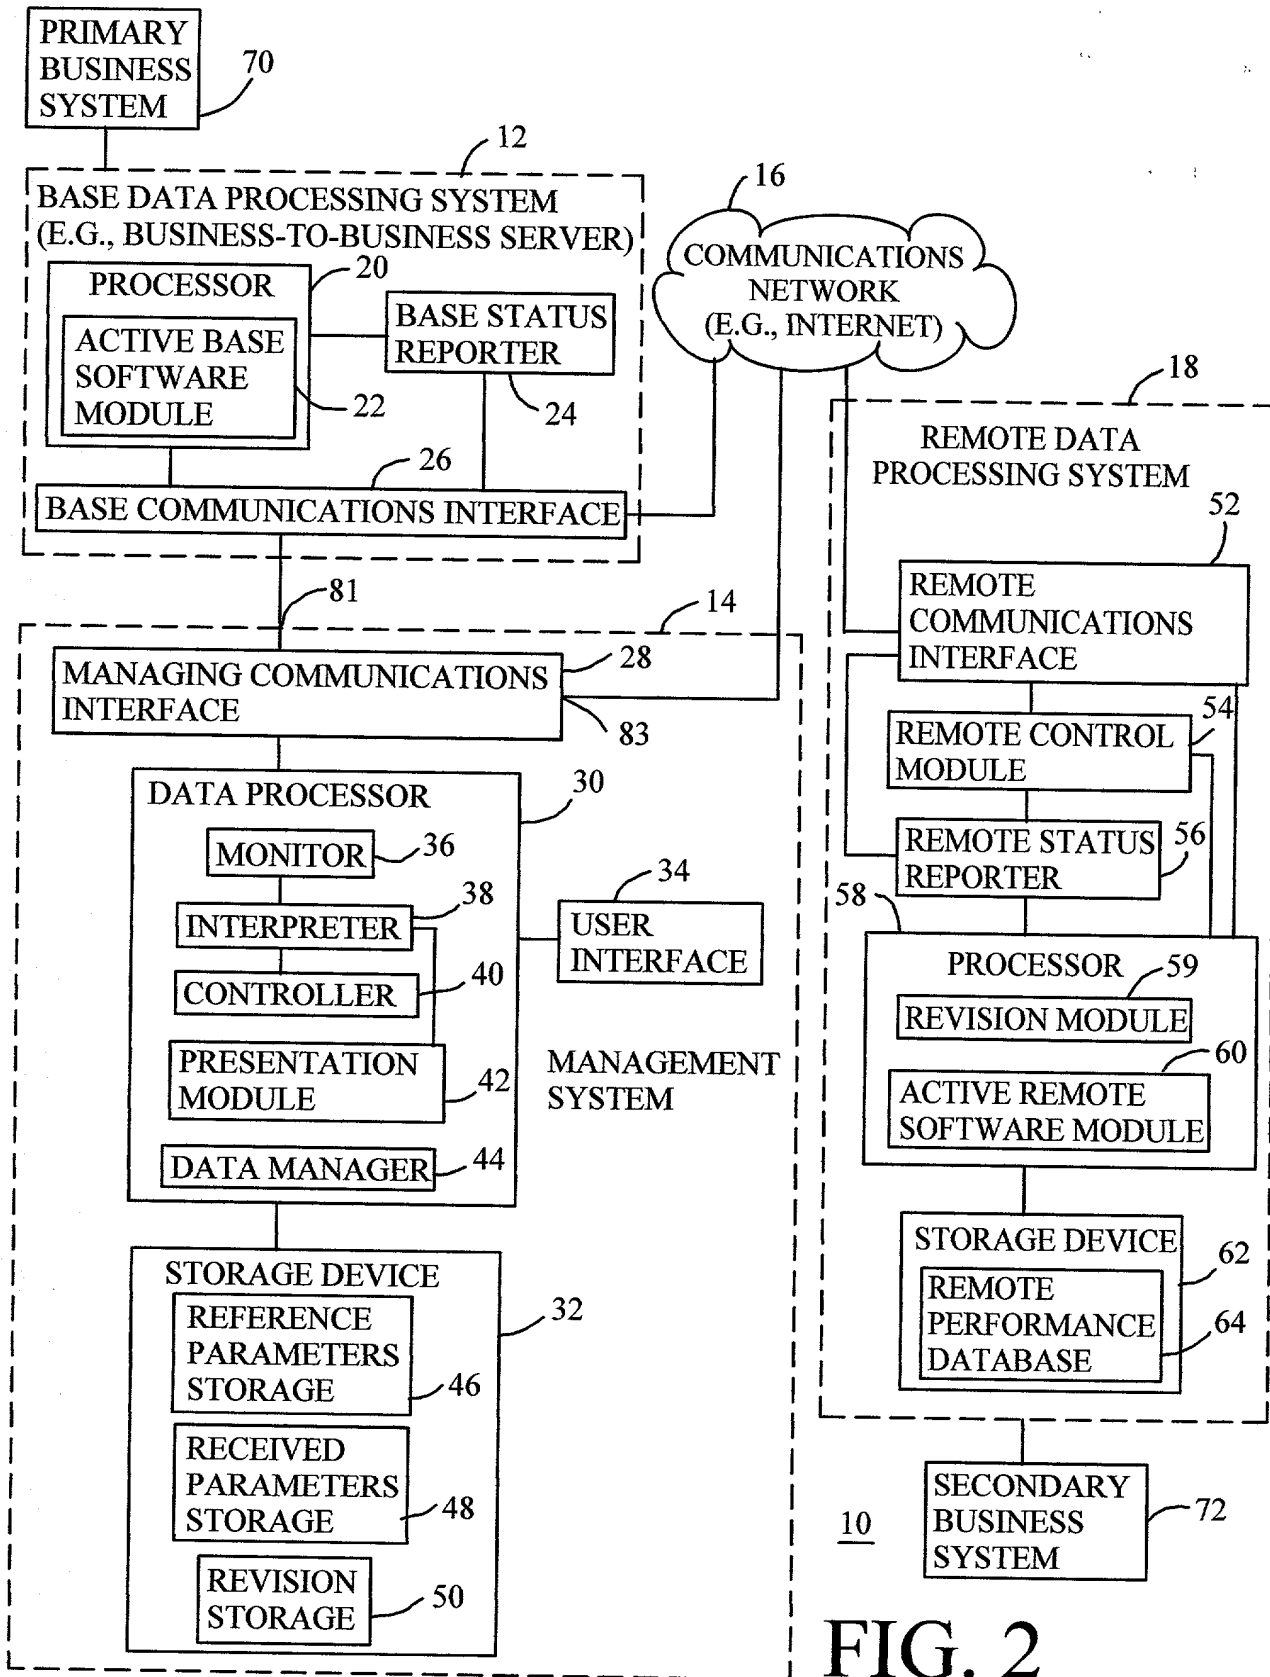 PRIMARY
BUSINESS
SYSTEM
70
12
BASE DATA PROCESSING SYSTEM
(E.G., BUSINESS-TO-BUSINESS SERVER)
20
PROCESSOR
ACTIVE BASE
SOFTWARE
MODULE
22
BASE STATUS
REPORTER
24
26
BASE COMMUNICATIONS INTERFACE
16
COMMUNICATIONS
NETWORK
(E.G., INTERNET)
81
14
MANAGING COMMUNICATIONS
INTERFACE
28
83
DATA PROCESSOR
30
MONITOR
36
INTERPRETER
38
CONTROLLER
40
PRESENTATION
MODULE
42
DATA MANAGER
44
34
USER
INTERFACE
MANAGEMENT
SYSTEM
STORAGE DEVICE
32
REFERENCE
PARAMETERS
STORAGE
46
RECEIVED
PARAMETERS
STORAGE
48
REVISION
STORAGE
50
18
REMOTE DATA
PROCESSING SYSTEM
52
REMOTE
COMMUNICATIONS
INTERFACE
54
REMOTE CONTROL
MODULE
REMOTE STATUS
REPORTER
56
58
PROCESSOR
59
REVISION MODULE
60
ACTIVE REMOTE
SOFTWARE MODULE
STORAGE DEVICE
62
REMOTE
PERFORMANCE
DATABASE
64
SECONDARY
BUSINESS
SYSTEM
72
10
FIG. 2